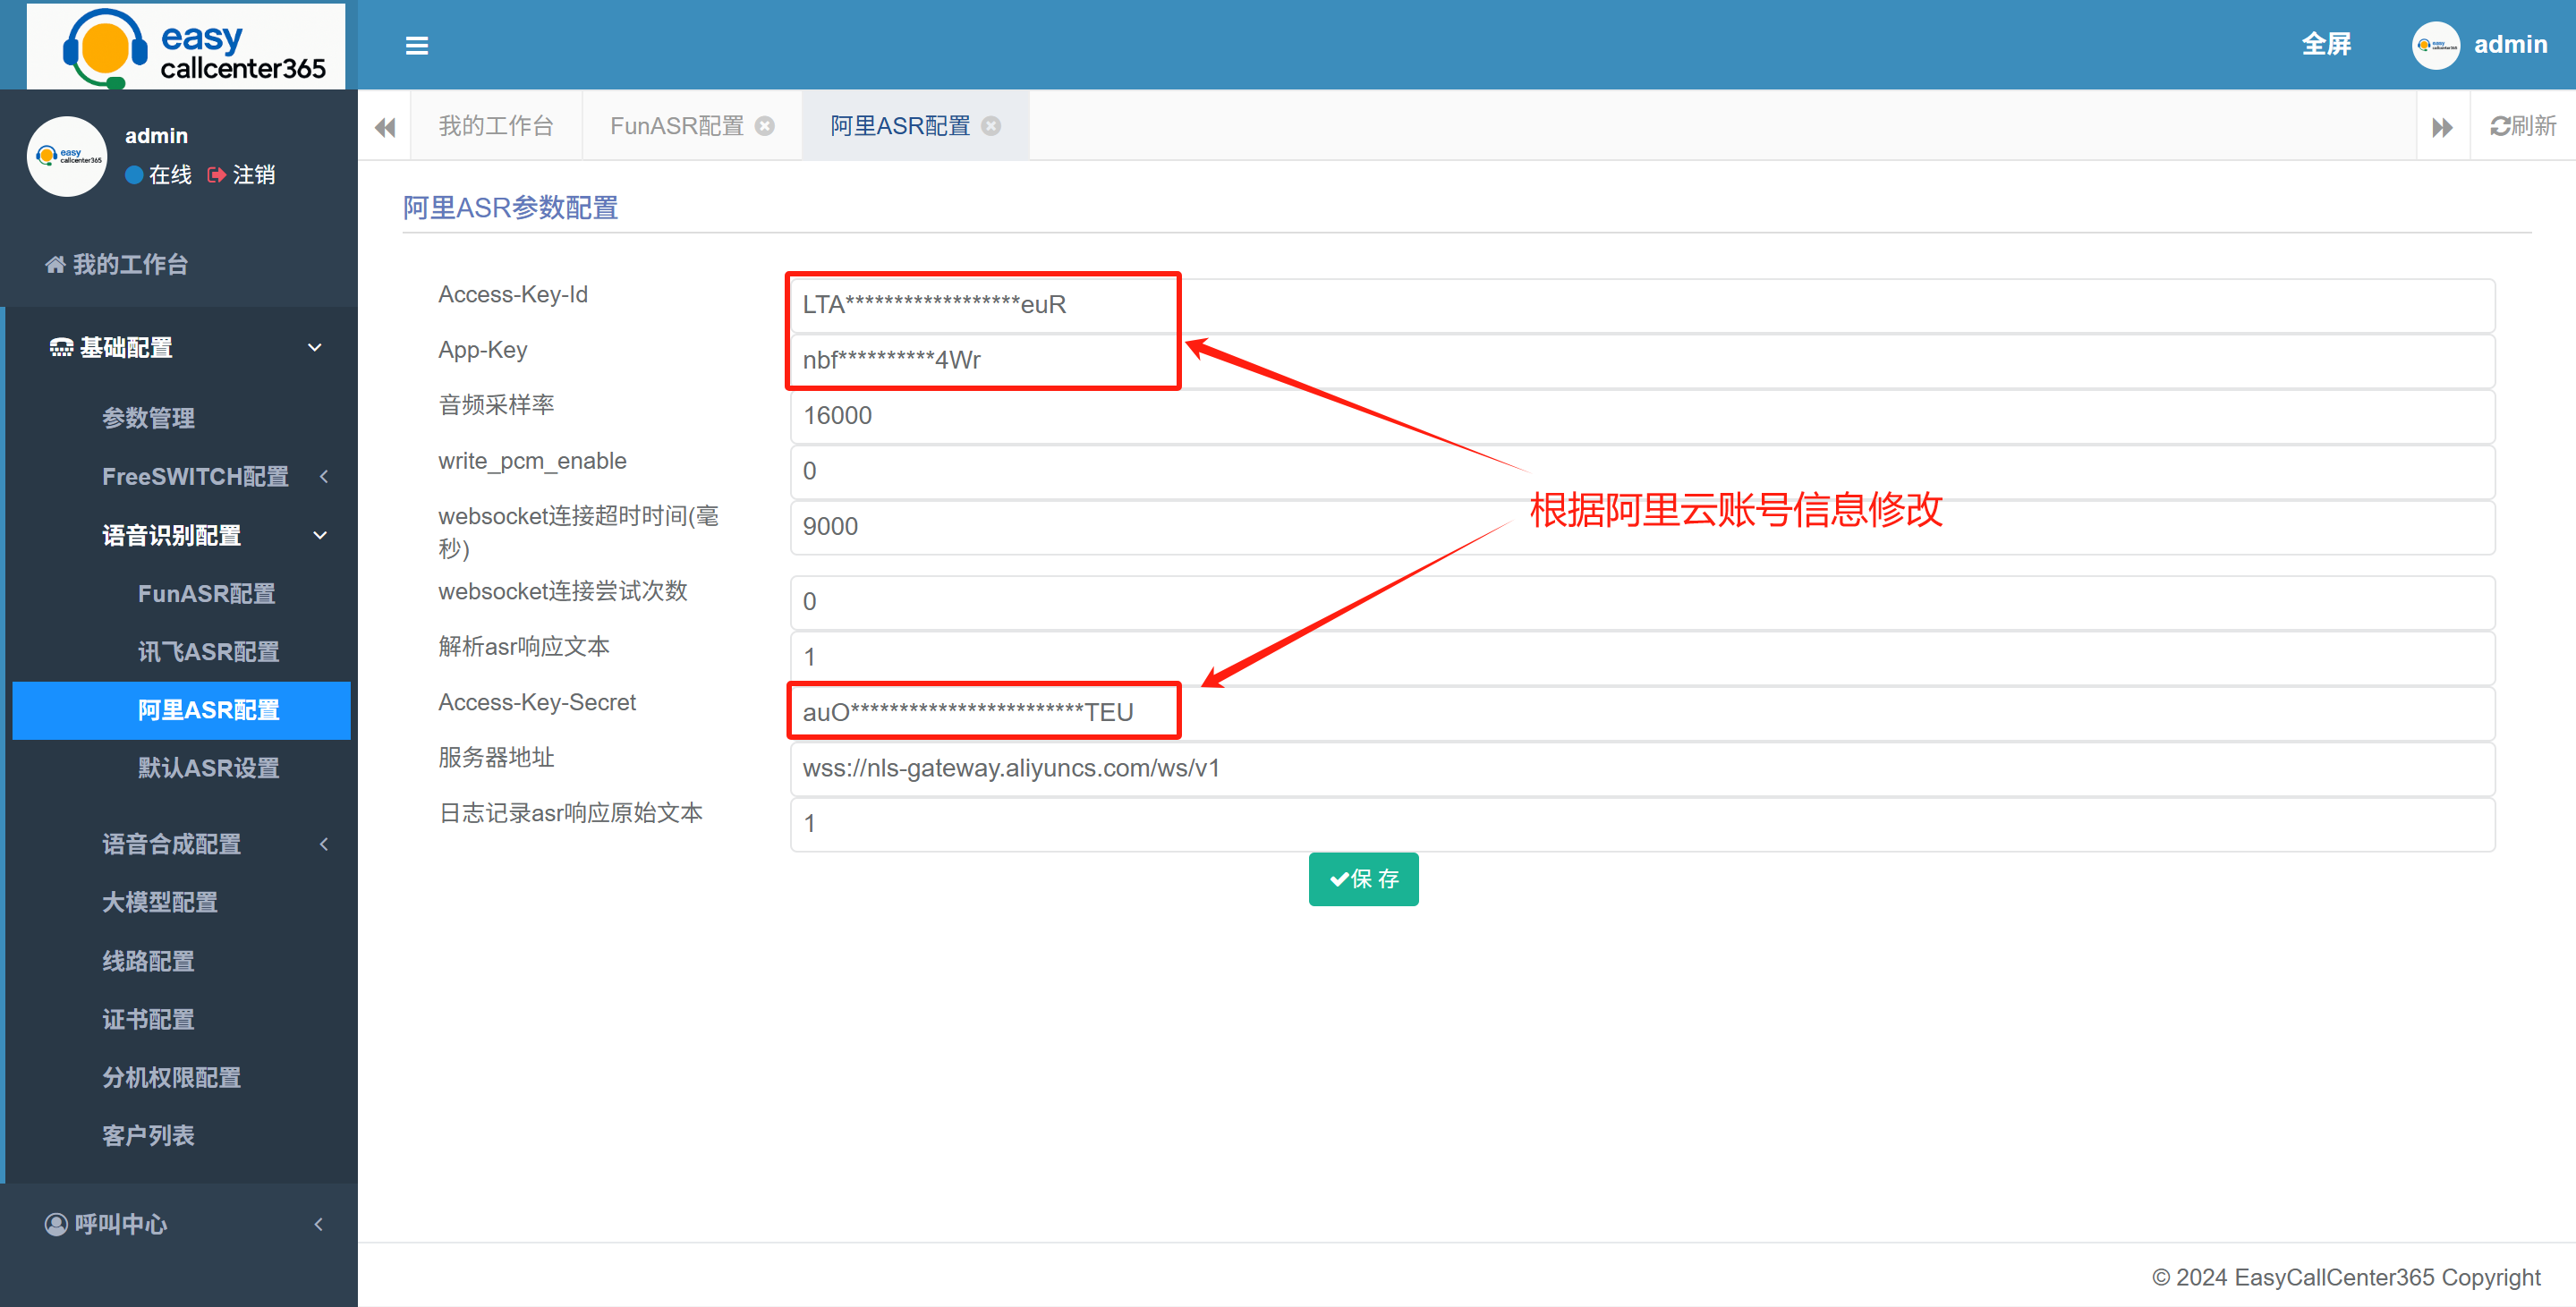 easy
callcenter365
全屏
admin
easy
callcenter365
admin
在线 注销
我的工作台
FunASR配置
阿里ASR配置
刷新
我的工作台
基础配置
参数管理
FreeSWITCH配置
语音识别配置
FunASR配置
讯飞ASR配置
阿里ASR配置
默认ASR设置
语音合成配置
大模型配置
线路配置
证书配置
分机权限配置
客户列表
呼叫中心
阿里ASR参数配置
Access-Key-Id
LTA******************euR
App-Key
nbf**********4Wr
音频采样率
16000
write_pcm_enable
0
websocket连接超时时间(毫
秒)
9000
根据阿里云账号信息修改
websocket连接尝试次数
0
解析asr响应文本
1
Access-Key-Secret
auO************************TEU
服务器地址
wss://nls-gateway.aliyuncs.com/ws/v1
日志记录asr响应原始文本
1
保 存
© 2024 EasyCallCenter365 Copyright